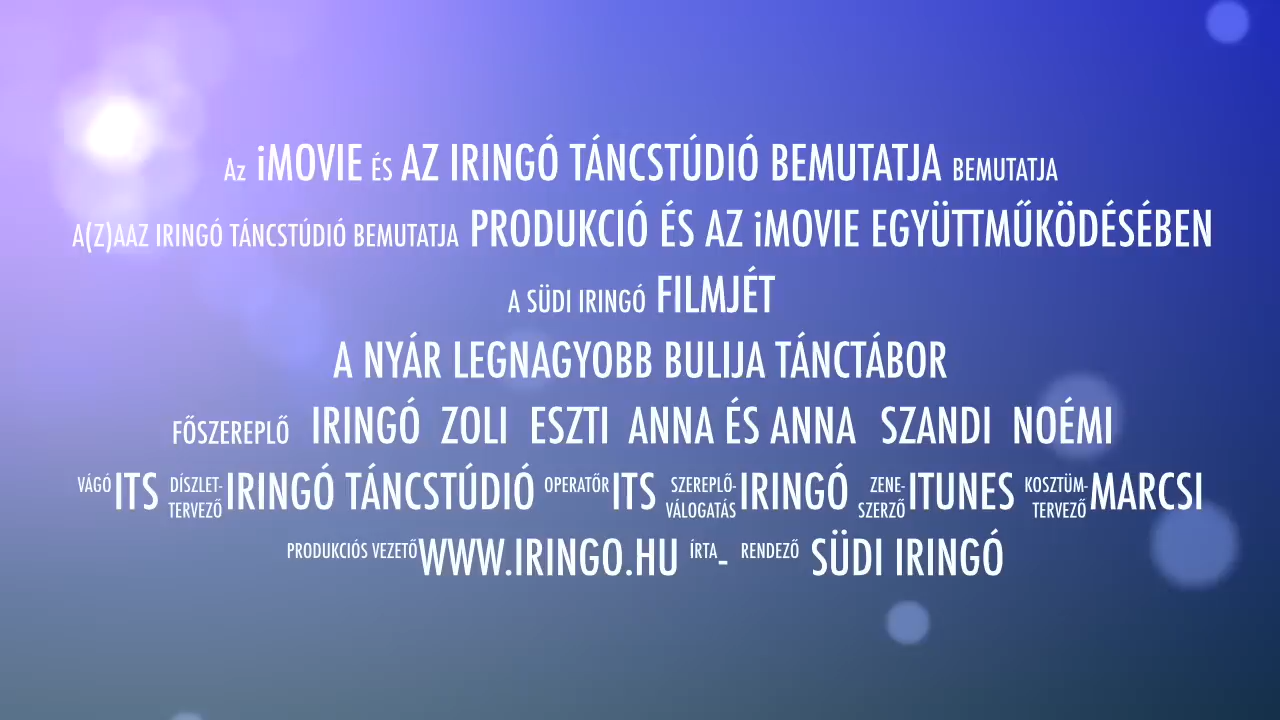 Az iMOVIE ÉS AZ IRINGÓ TÁNCSTÚDIÓ BEMUTATJA BEMUTATJA
A(Z)AAZ IRINGÓ TÁNCSTÚDIÓ BEMUTATJA PRODUKCIÓ ÉS AZ iMOVIE EGYÜTTMŰKÖDÉSÉBEN
A SÜDI IRINGÓ FILMJÉT
A NYÁR LEGNAGYOBB BULIJA TÁNCTÁBOR
FŐSZEREPLŐ IRINGÓ ZOLI ESZTI ANNA ÉS ANNA SZANDI NOÉMI
VÁGÓ ITS DÍSZLET-TERVEZŐ IRINGÓ TÁNCSTÚDIÓ OPERATŐR ITS SZEREPLŐ-VÁLOGATÁS IRINGÓ ZENE-SZERZŐ ITUNES KOSZTÜM-TERVEZŐ MARCSI
PRODUKCIÓS VEZETŐ WWW.IRINGO.HU ÍRTA - RENDEZŐ SÜDI IRINGÓ